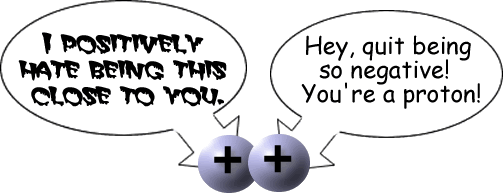 I POSITIVELY
HATE BEING THIS
CLOSE TO YOU.
Hey, quit being
so negative!
You're a proton!
+
+